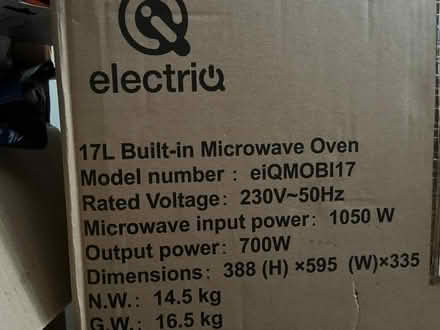 electriQ
17L Built-in Microwave Oven
Model number : eiQMOBI17
Rated Voltage: 230V~50Hz
Microwave input power: 1050 W
Output power: 700W
Dimensions: 388 (H) ×595 (W)×335
N.W.: 14.5 kg
G.W.: 16.5 kg